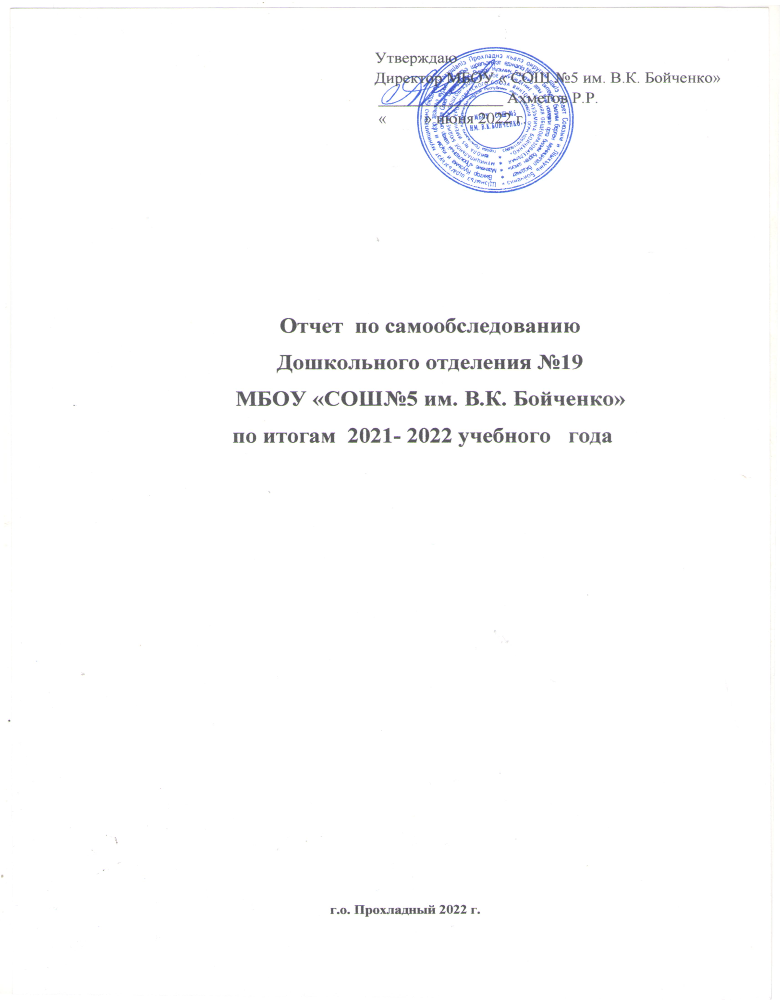 Утверждаю
Директор МБОУ « СОШ №5 им. В.К. Бойченко»
________________ Ахметов Р.Р.
« » июня 2022 г.
МБОУ "СОШ №5
ИМ. В.К.БОЙЧЕНКО"
Отчет по самообследованию
Дошкольного отделения №19
МБОУ «СОШ№5 им. В.К. Бойченко»
по итогам 2021- 2022 учебного года
г.о. Прохладный 2022 г.